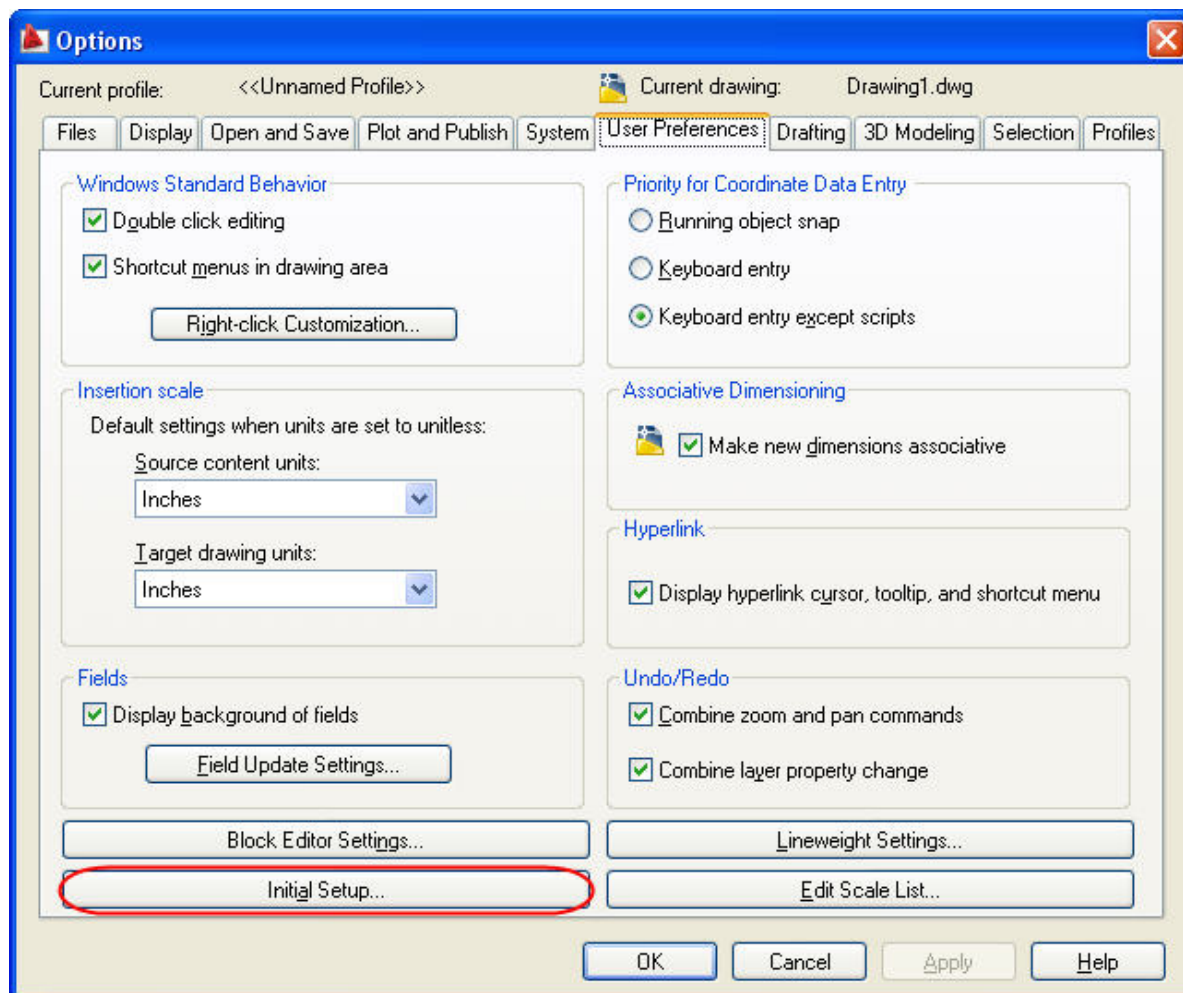 Options
Current profile: <<Unnamed Profile>> Current drawing: Drawing1.dwg
Files Display Open and Save Plot and Publish System User Preferences Drafting 3D Modeling Selection Profiles
Windows Standard Behavior
Double click editing
Shortcut menus in drawing area
Right-click Customization...
Priority for Coordinate Data Entry
Running object snap
Keyboard entry
Keyboard entry except scripts
Insertion scale
Default settings when units are set to unitless:
Source content units:
Inches
Target drawing units:
Inches
Associative Dimensioning
Make new dimensions associative
Hyperlink
Display hyperlink cursor, tooltip, and shortcut menu
Fields
Display background of fields
Field Update Settings...
Undo/Redo
Combine zoom and pan commands
Combine layer property change
Block Editor Settings...
Lineweight Settings...
Initial Setup...
Edit Scale List...
OK Cancel Apply Help